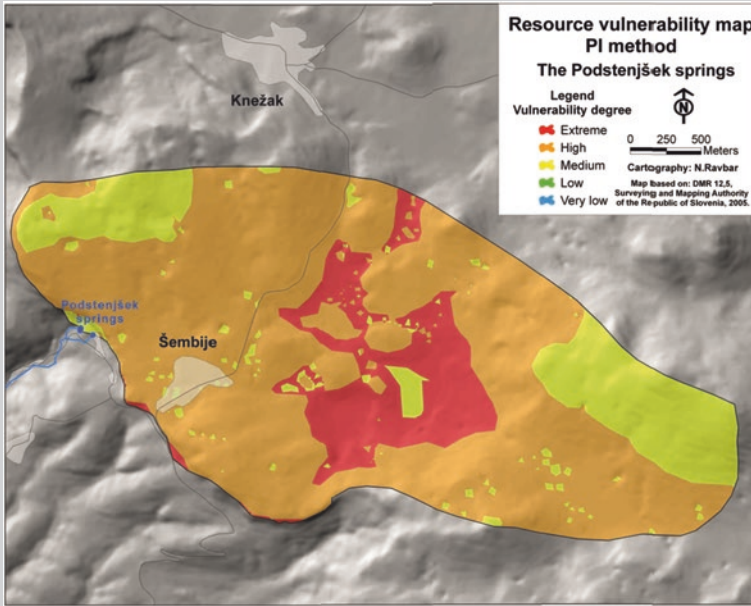 Resource vulnerability map
PI method
The Podstenjšek springs
Legend
Vulnerability degree
Extreme
High
Medium
Low
Very low
N
0 250 500
Meters
Cartography: N.Ravbar
Map based on: DMR 12,5,
Surveying and Mapping Authority
of the Republic of Slovenia, 2005.
Knežak
Podstenjšek
springs
Šembije